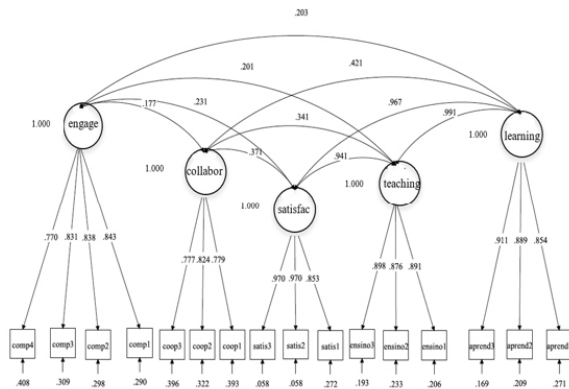 .203
.201
.421
.177
.231
.967
.341
.991
.371
.941
1.000
engage
1.000
collabor
1.000
satisfac
1.000
teaching
1.000
learning
.770
.831
.838
.843
.777
.824
.779
.970
.970
.853
.898
.876
.891
.911
.889
.854
comp4
comp3
comp2
comp1
coop3
coop2
coop1
satis3
satis2
satis1
ensino3
ensino2
ensino1
aprend3
aprend2
aprend1
.408
.309
.298
.290
.396
.322
.393
.058
.058
.272
.193
.233
.206
.169
.209
.271